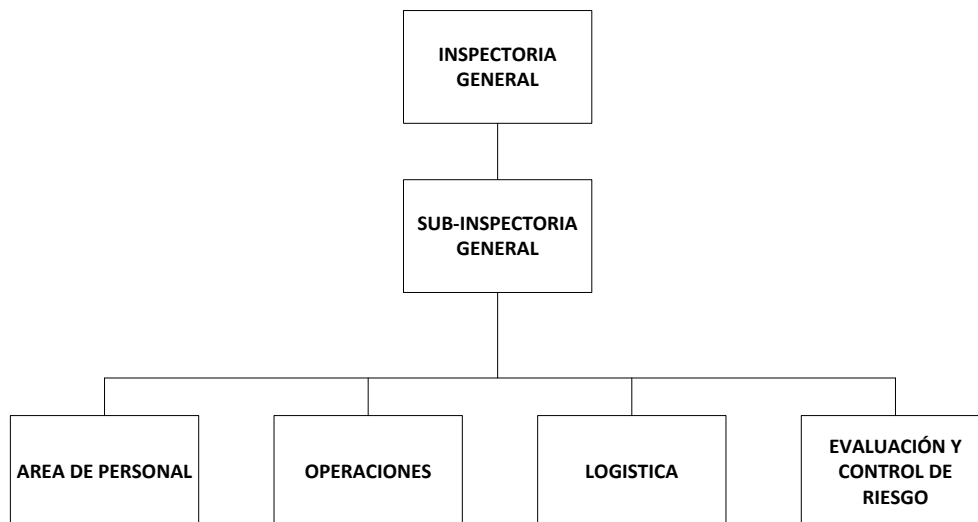 INSPECTORIA
GENERAL
SUB-INSPECTORIA
GENERAL
AREA DE PERSONAL
OPERACIONES
LOGISTICA
EVALUACIÓN Y
CONTROL DE
RIESGO